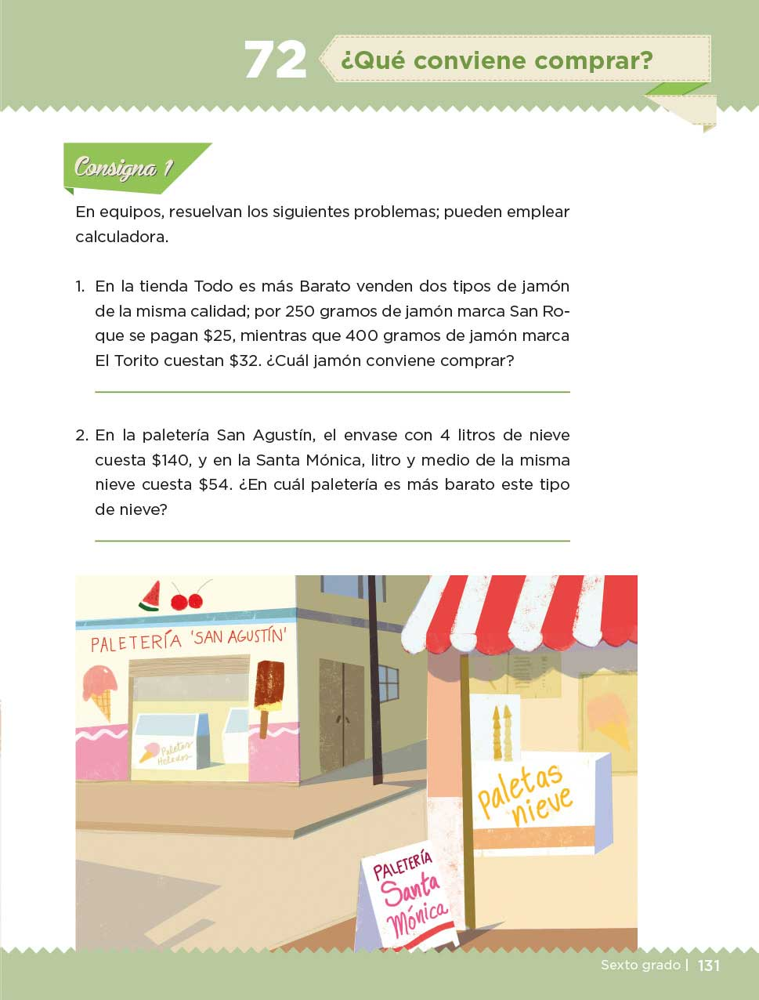 72
¿Qué conviene comprar?
Consigna 1
En equipos, resuelvan los siguientes problemas; pueden emplear
calculadora.
1. En la tienda Todo es más Barato venden dos tipos de jamón
de la misma calidad; por 250 gramos de jamón marca San Ro-
que se pagan $25, mientras que 400 gramos de jamón marca
El Torito cuestan $32. ¿Cuál jamón conviene comprar?
2. En la paletería San Agustín, el envase con 4 litros de nieve
cuesta $140, y en la Santa Mónica, litro y medio de la misma
nieve cuesta $54. ¿En cuál paletería es más barato este tipo
de nieve?
PALETERÍA 'SAN AGUSTÍN'
Paletas
Helados
paletas
nieve
PALETERÍA
Santa
Mónica
Sexto grado | 131